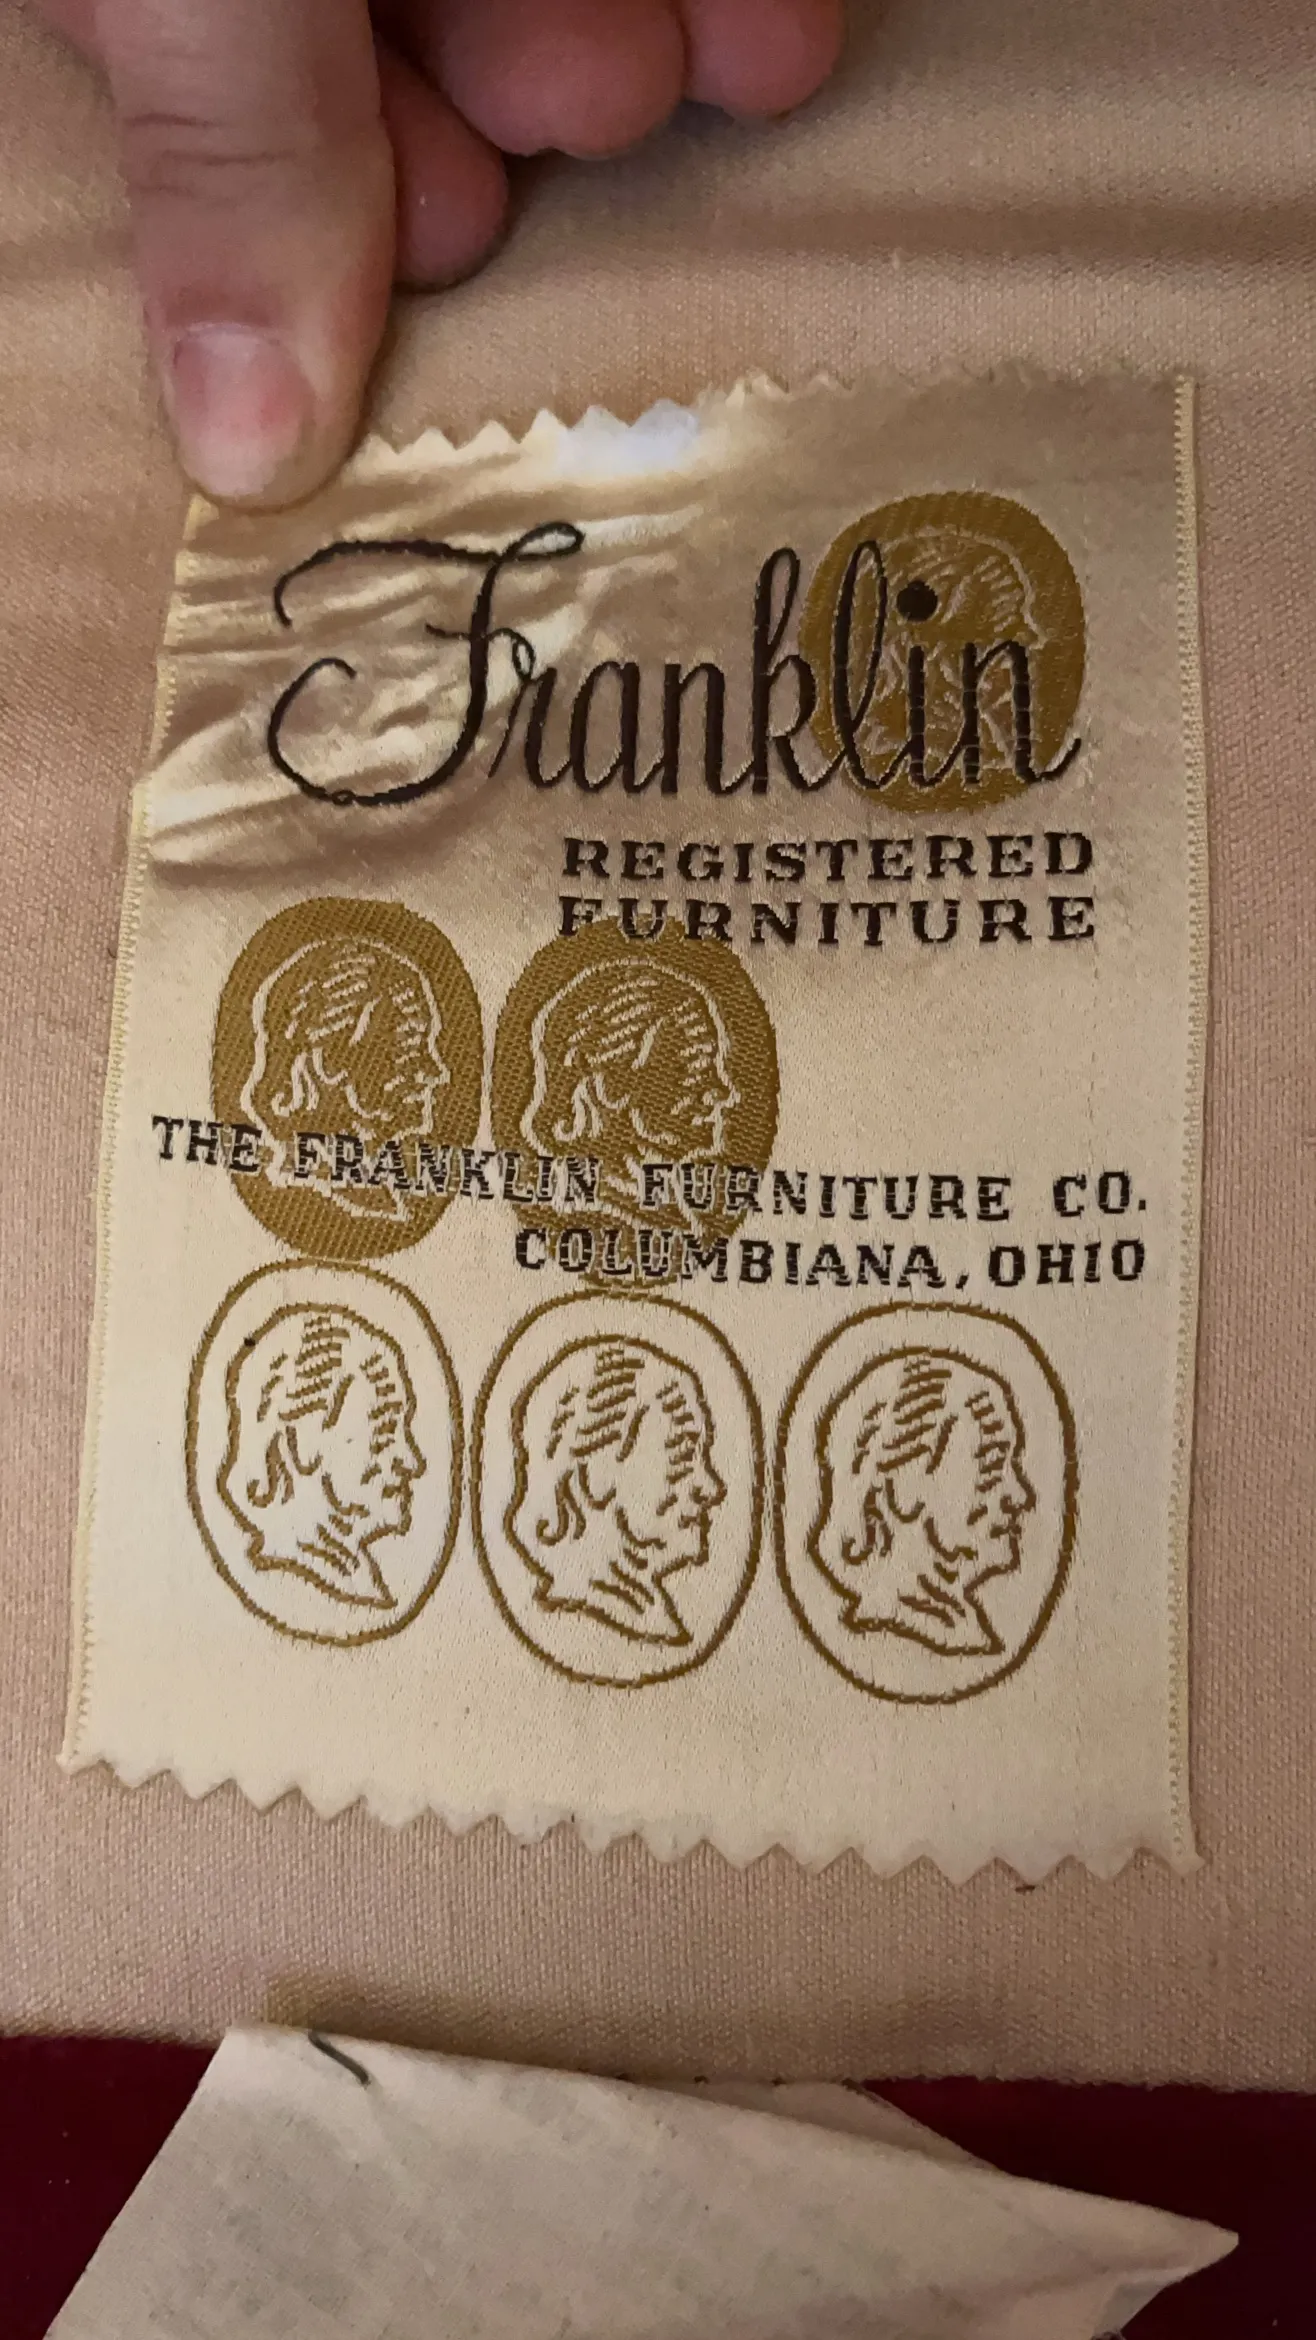 Franklin
REGISTERED
FURNITURE
THE FRANKLIN FURNITURE CO.
COLUMBIANA, OHIO